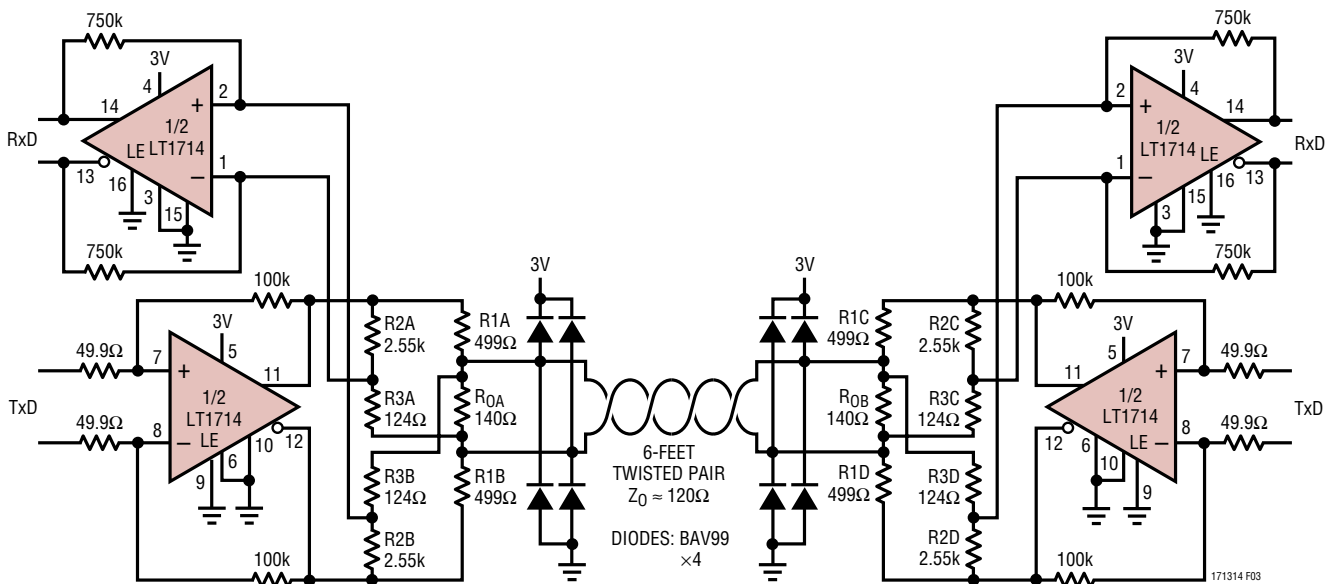 750k
3V
4
2
14
+
1/2
LT1714
LE
RxD
1
−
13
16
3
15
750k
100k
3V
49.9Ω
7
5
+
11
1/2
LT1714
TxD
49.9Ω
8
−
LE
10
12
6
9
100k
R2A
2.55k
R1A
499Ω
R3A
124Ω
ROA
140Ω
R3B
124Ω
R1B
499Ω
R2B
2.55k
3V
3V
6-FEET
TWISTED PAIR
ZO ≈ 120Ω
DIODES: BAV99
×4
R1C
499Ω
R2C
2.55k
ROB
140Ω
R3C
124Ω
R1D
499Ω
R3D
124Ω
R2D
2.55k
750k
3V
4
2
14
+
1/2
LT1714
LE
RxD
1
−
13
16
15
3
750k
100k
3V
5
7
49.9Ω
11
+
1/2
LT1714
TxD
12
8
49.9Ω
6
LE
−
10
9
100k
171314 F03